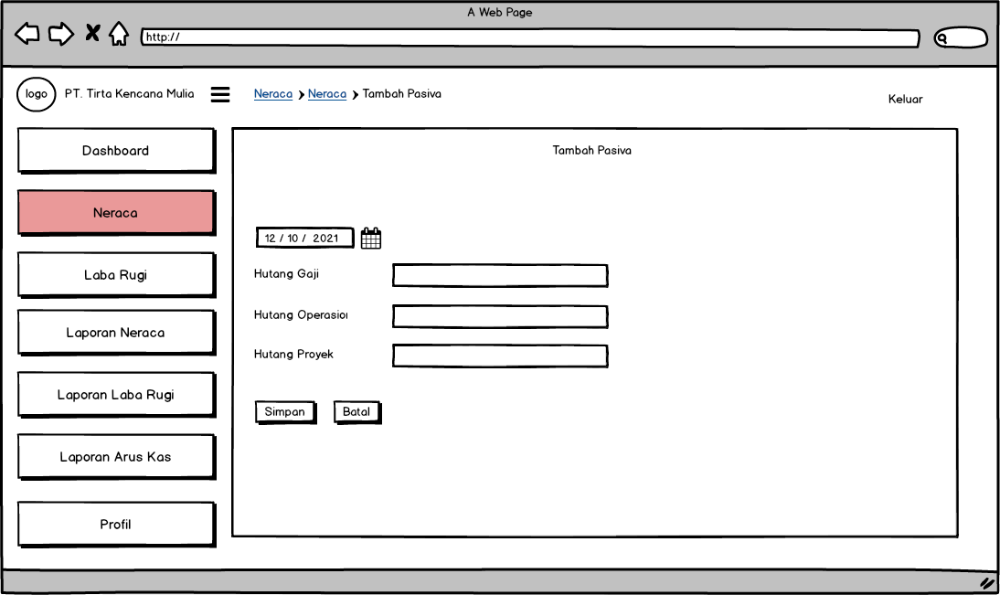 A Web Page
http://
logo
PT. Tirta Kencana Mulia
Neraca Neraca Tambah Pasiva
Keluar
Dashboard
Neraca
Laba Rugi
Laporan Neraca
Laporan Laba Rugi
Laporan Arus Kas
Profil
Tambah Pasiva
12 / 10 / 2021
Hutang Gaji
Hutang Operasion
Hutang Proyek
Simpan
Batal